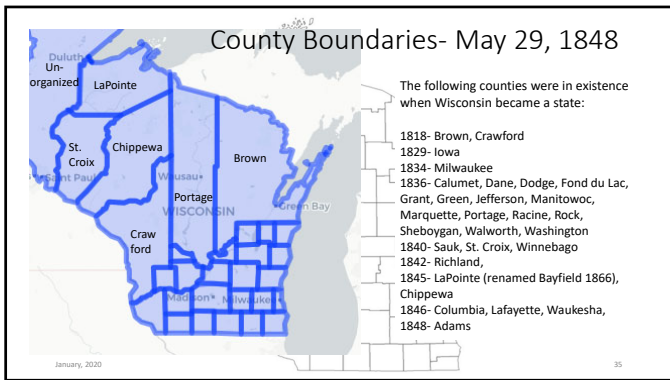 County Boundaries- May 29, 1848
Duluth
Un-
organized
LaPointe
St.
Croix
Chippewa
Brown
Saint Paul
Wausau
Portage
WISCONSIN
Green Bay
Craw
ford
Madison
Milwaukee
The following counties were in existence
when Wisconsin became a state:
1818- Brown, Crawford
1829- Iowa
1834- Milwaukee
1836- Calumet, Dane, Dodge, Fond du Lac,
Grant, Green, Jefferson, Manitowoc,
Marquette, Portage, Racine, Rock,
Sheboygan, Walworth, Washington
1840- Sauk, St. Croix, Winnebago
1842- Richland,
1845- LaPointe (renamed Bayfield 1866),
Chippewa
1846- Columbia, Lafayette, Waukesha,
1848- Adams
January, 2020
35